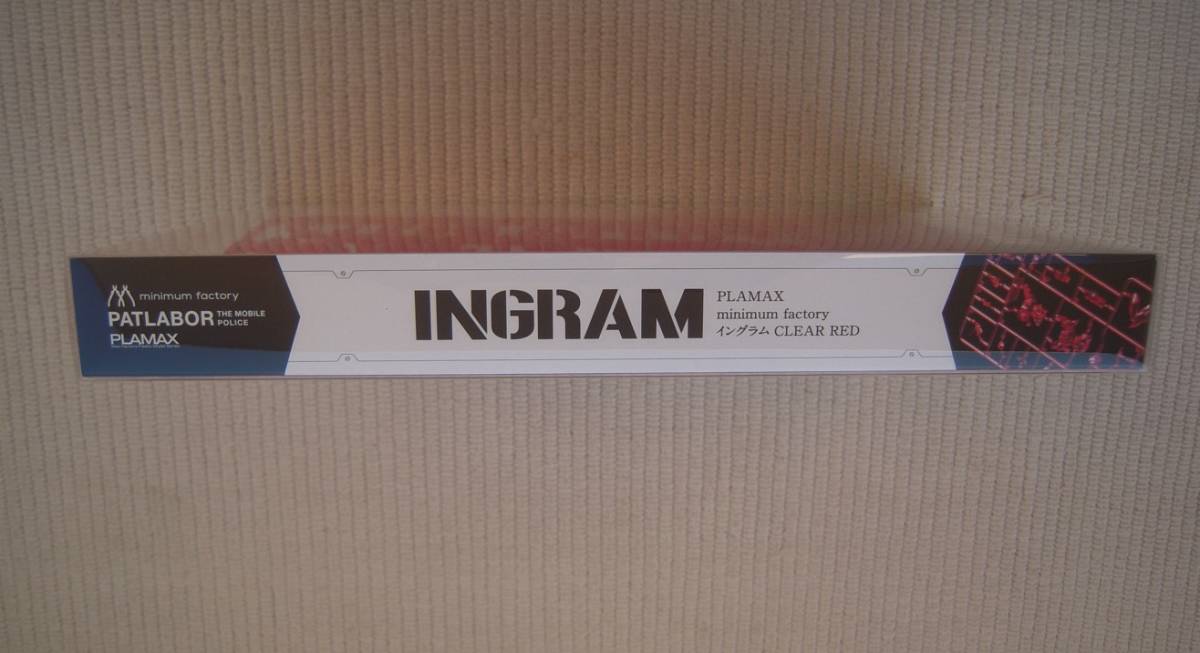 minimum factory
PATLABOR THE MOBILE POLICE
PLAMAX
INGRAM
PLAMAX
minimum factory
イングラム CLEAR RED